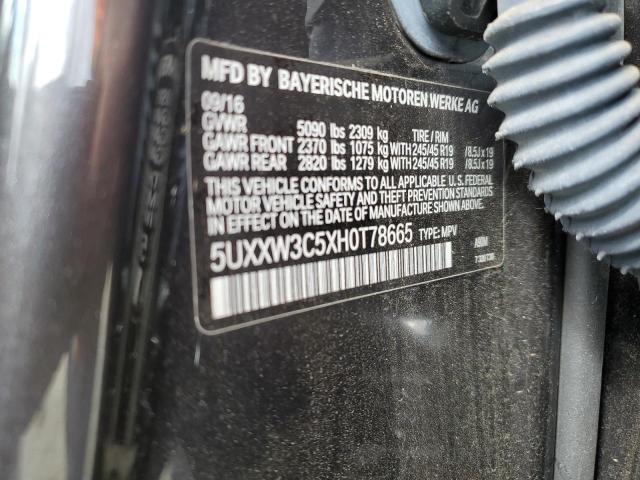 MFD BY BAYERISCHE MOTOREN WERKE AG
09/16
GVWR 5090 lbs 2309 kg TIRE / RIM
GAWR FRONT 2370 lbs 1075 kg WITH 245/45 R19 /8.5J x 19
GAWR REAR 2820 lbs 1279 kg WITH 245/45 R19 /8.5J x 19
THIS VEHICLE CONFORMS TO ALL APPLICABLE U.S. FEDERAL
MOTOR VEHICLE SAFETY AND THEFT PREVENTION STANDARDS
IN EFFECT ON THE DATE OF MANUFACTURE SHOWN ABOVE
5UXXW3C5XH0T78665 TYPE: MPV